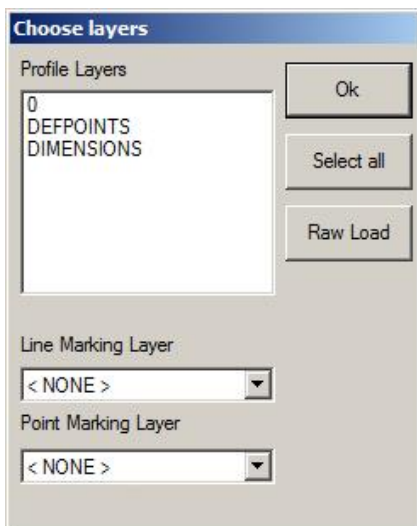 Choose layers
Profile Layers
0
DEFPOINTS
DIMENSIONS
Ok
Select all
Raw Load
Line Marking Layer
< NONE >
Point Marking Layer
< NONE >